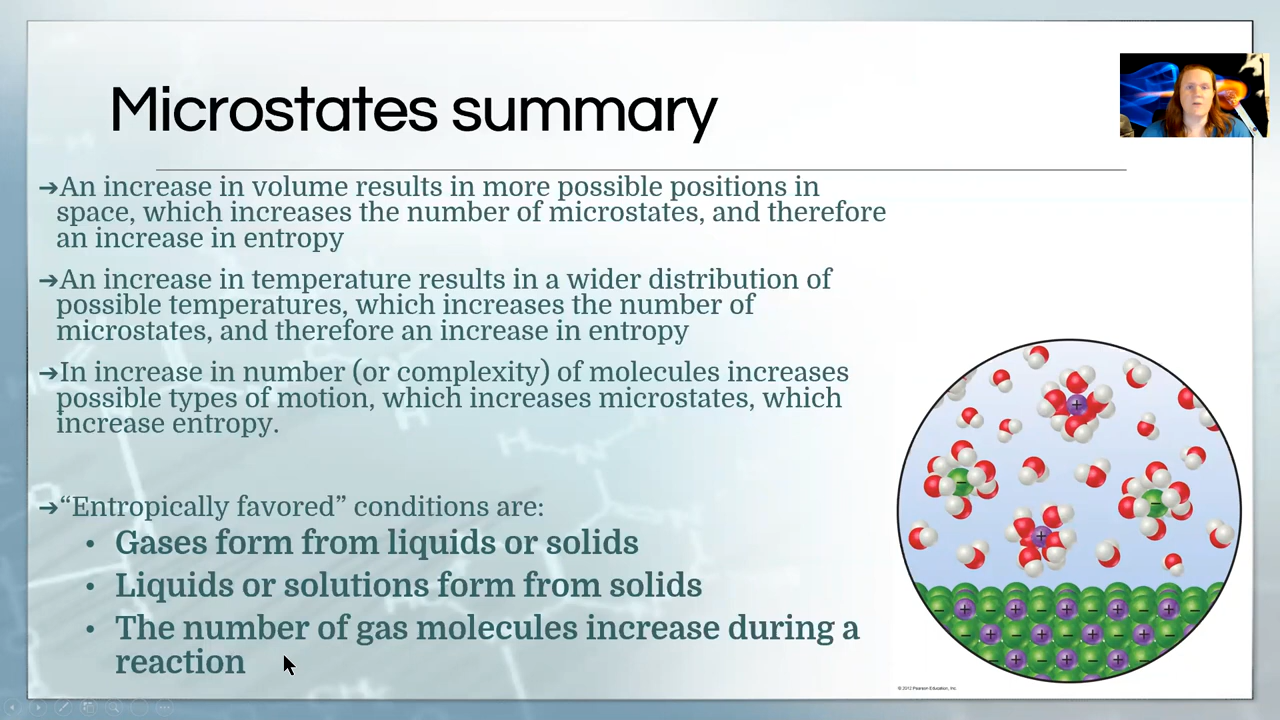 Microstates summary
➔An increase in volume results in more possible positions in
space, which increases the number of microstates, and therefore
an increase in entropy
➔An increase in temperature results in a wider distribution of
possible temperatures, which increases the number of
microstates, and therefore an increase in entropy
➔In increase in number (or complexity) of molecules increases
possible types of motion, which increases microstates, which
increase entropy.
➔“Entropically favored” conditions are:
• Gases form from liquids or solids
• Liquids or solutions form from solids
• The number of gas molecules increase during a
reaction
© 2012 Pearson Education, Inc.